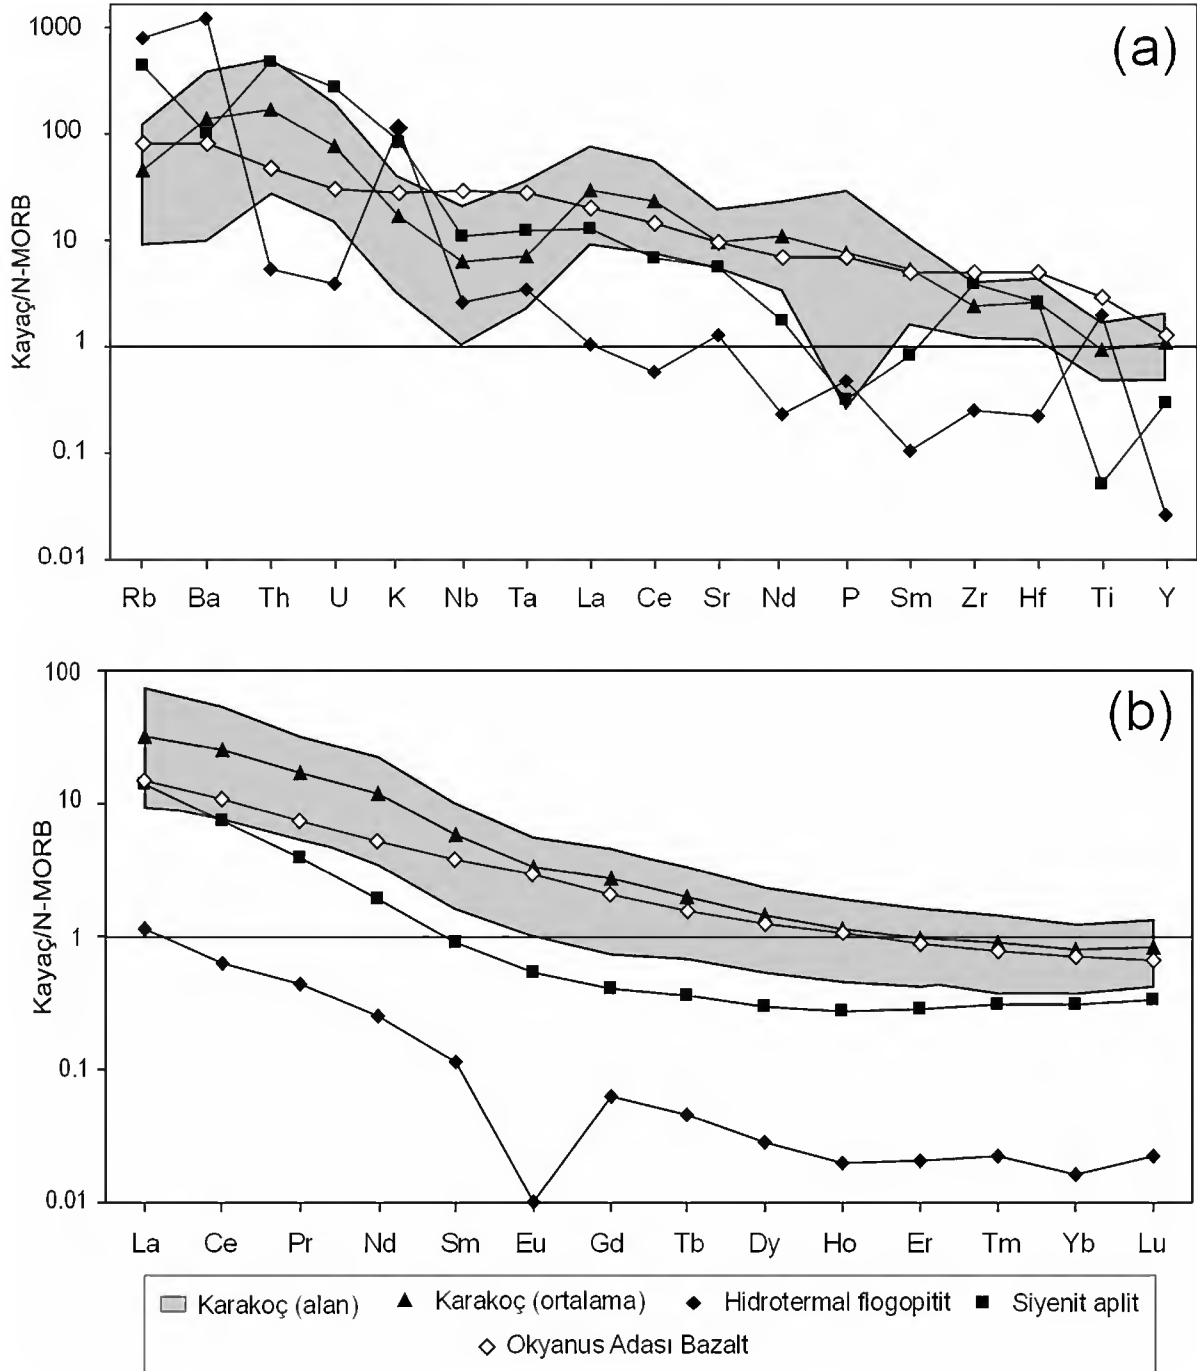 (a)
Kayaç/N-MORB
1000
100
10
1
0.1
0.01
Rb Ba Th U K Nb Ta La Ce Sr Nd P Sm Zr Hf Ti Y
(b)
Kayaç/N-MORB
100
10
1
0.1
0.01
La Ce Pr Nd Sm Eu Gd Tb Dy Ho Er Tm Yb Lu
Karakoç (alan) Karakoç (ortalama) Hidrotermal flogopitit Siyenit aplit
Okyanus Adası Bazalt